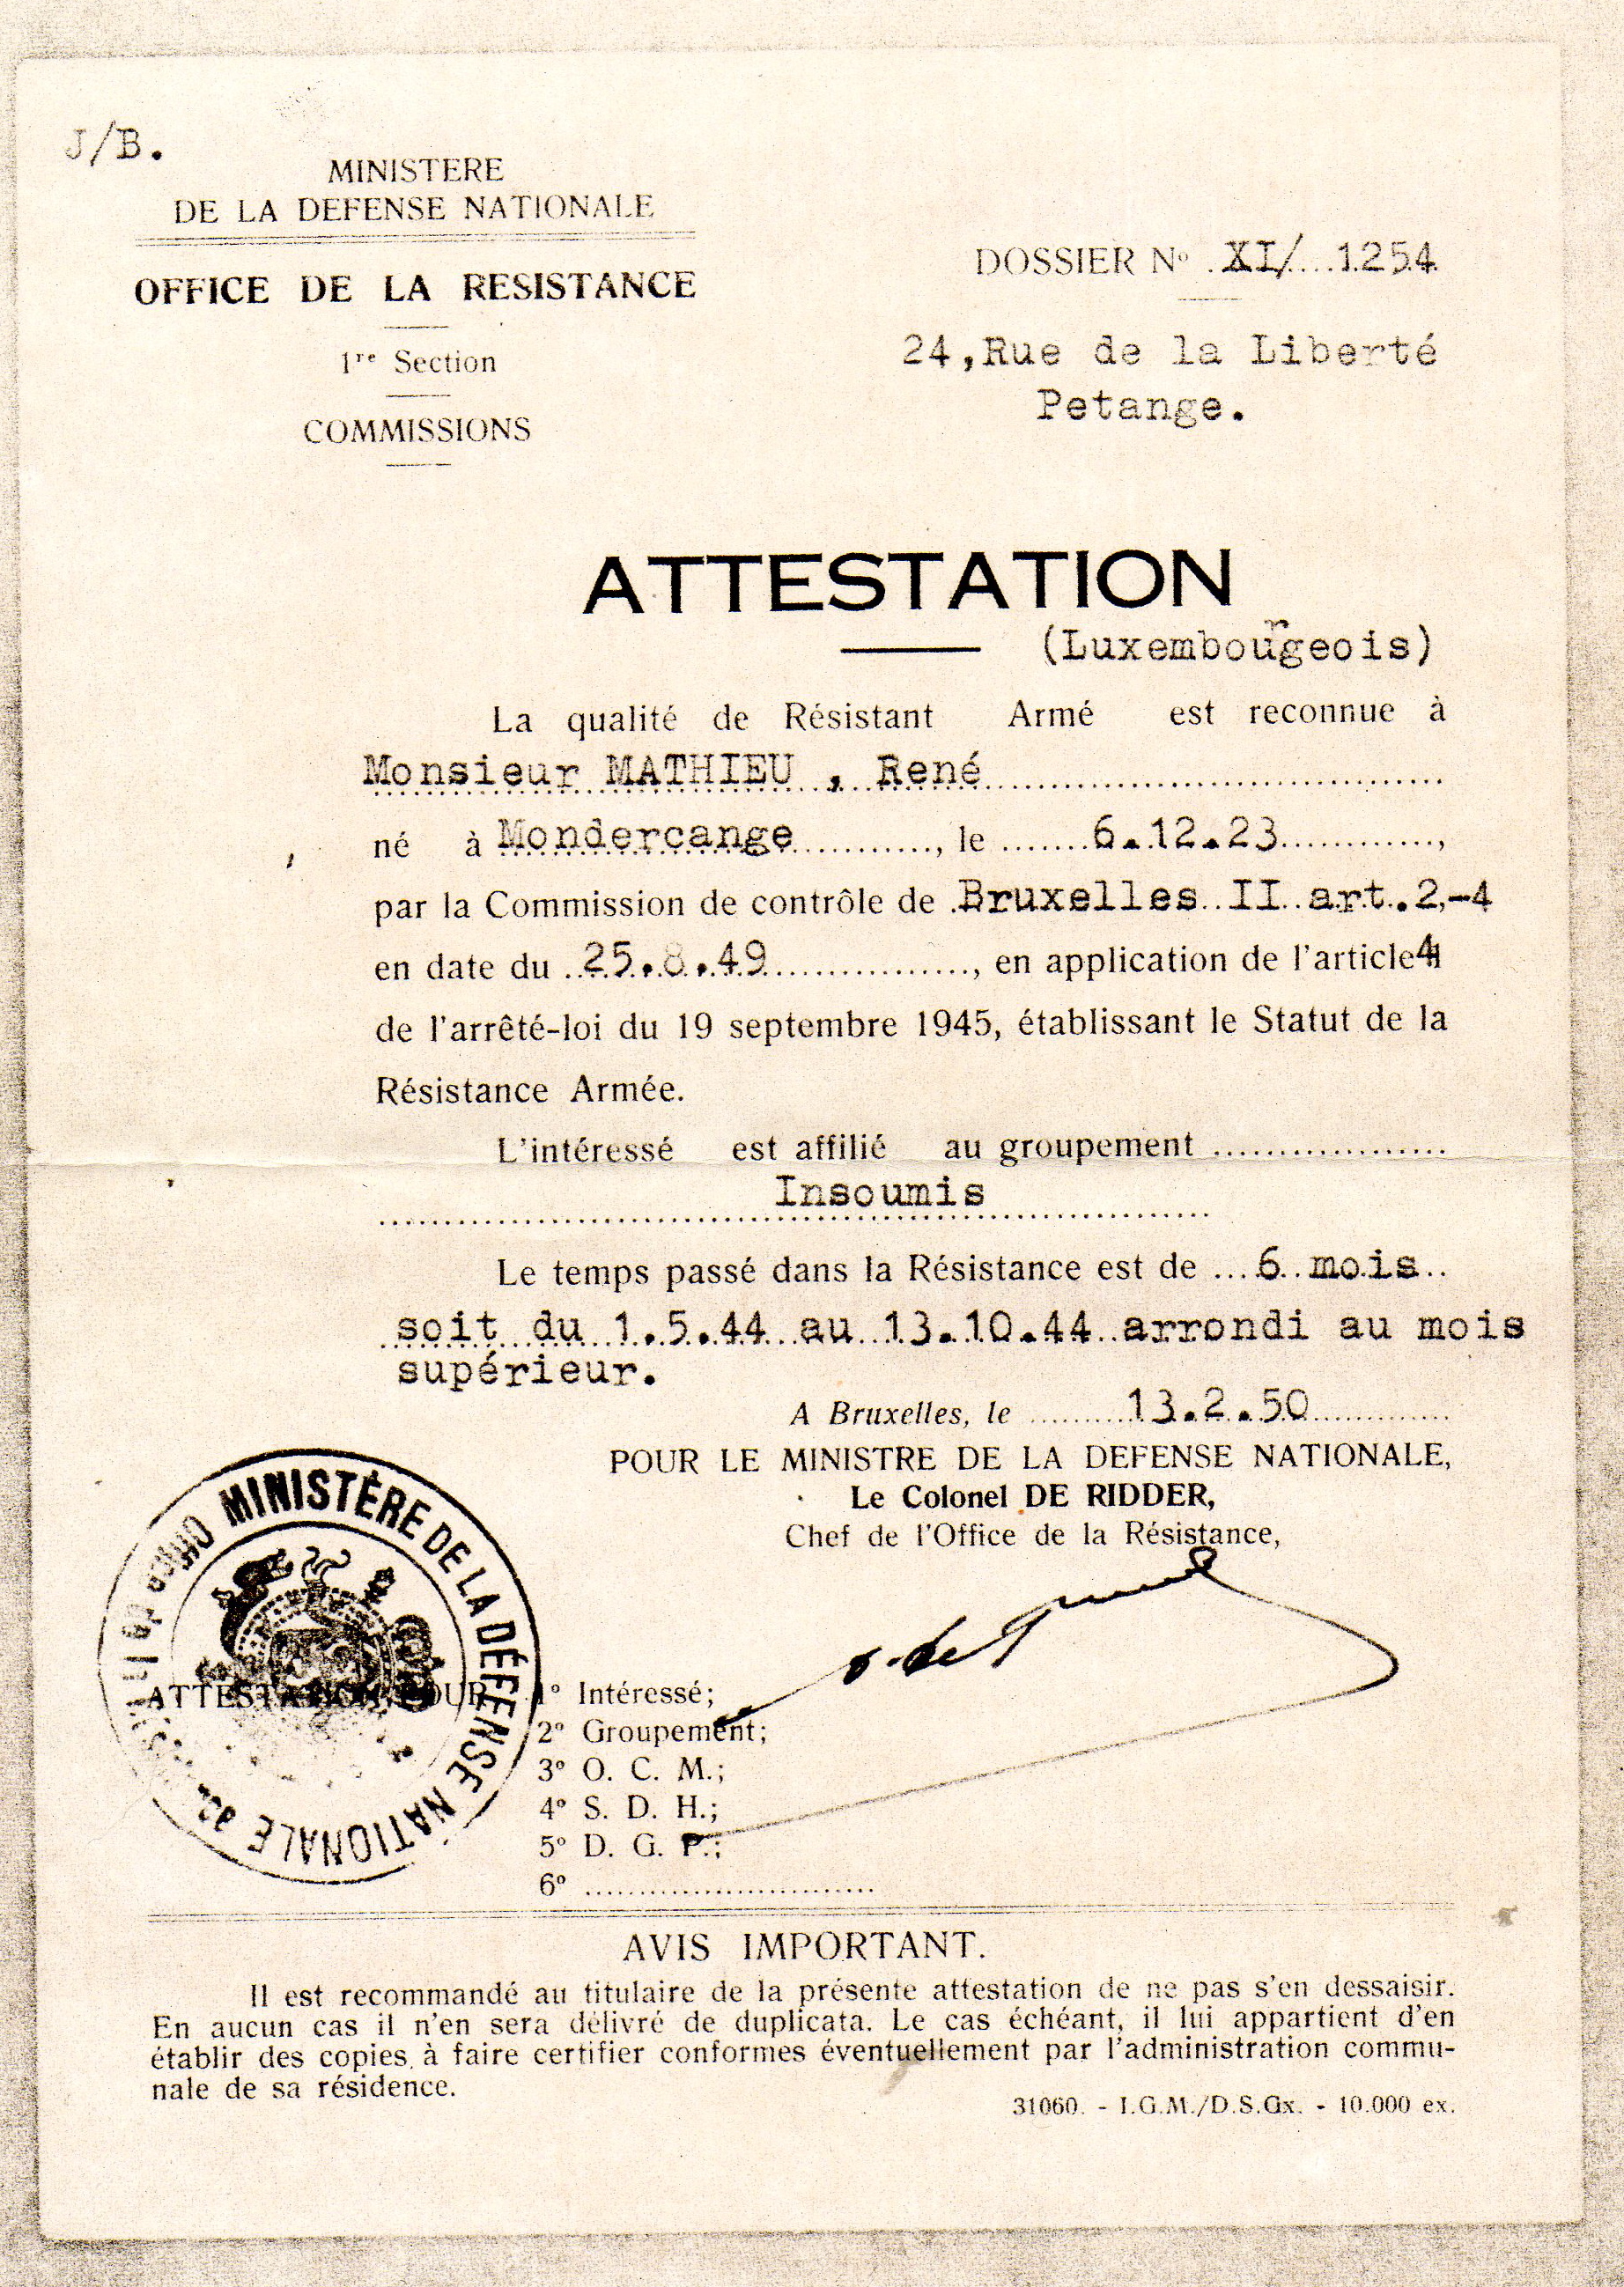 J/B.
MINISTERE
DE LA DEFENSE NATIONALE
OFFICE DE LA RESISTANCE
1re Section
COMMISSIONS
DOSSIER No XI/ 1254
24,Rue de la Liberté
Petange.
ATTESTATION
(Luxembourgeois)
La qualité de Résistant Armé est reconnue à
Monsieur MATHIEU , René
né à Mondercange, le 6.12.23,
par la Commission de contrôle de Bruxelles II art.2,-4
en date du 25.8.49, en application de l'article 4
de l'arrêté-loi du 19 septembre 1945, établissant le Statut de la
Résistance Armée.
L'intéressé est affilié au groupement
Insoumis
Le temps passé dans la Résistance est de 6 mois
soit du 1.5.44 au 13.10.44 arrondi au mois
supérieur.
A Bruxelles, le 13.2.50
POUR LE MINISTRE DE LA DEFENSE NATIONALE,
Le Colonel DE RIDDER,
Chef de l'Office de la Résistance,
MINISTÈRE DE LA DÉFENSE NATIONALE
ATTESTATION POUR 1° Intéressé;
2° Groupement;
3° O. C. M.;
4° S. D. H.;
5° D. G. P.;
6°
AVIS IMPORTANT.
Il est recommandé au titulaire de la présente attestation de ne pas s'en dessaisir.
En aucun cas il n'en sera délivré de duplicata. Le cas échéant, il lui appartient d'en
établir des copies à faire certifier conformes éventuellement par l'administration commu-
nale de sa résidence.
31060. - I.G.M./D.S.Gx. - 10.000 ex.